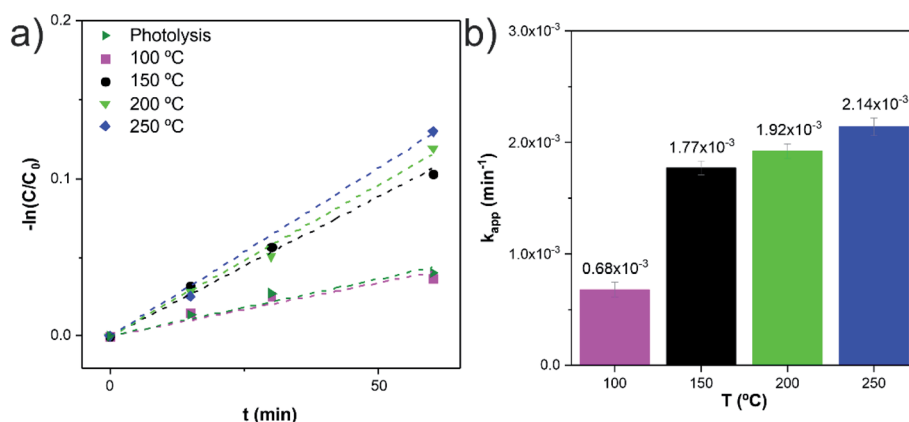 a)
0.2
0.1
0.0
-ln(C/C₀)
Photolysis
100 ºC
150 ºC
200 ºC
250 ºC
0
50
t (min)
b)
3.0x10⁻³
2.0x10⁻³
1.0x10⁻³
0.0
kₐₚₚ (min⁻¹)
0.68x10⁻³
1.77x10⁻³
1.92x10⁻³
2.14x10⁻³
100
150
200
250
T (ºC)